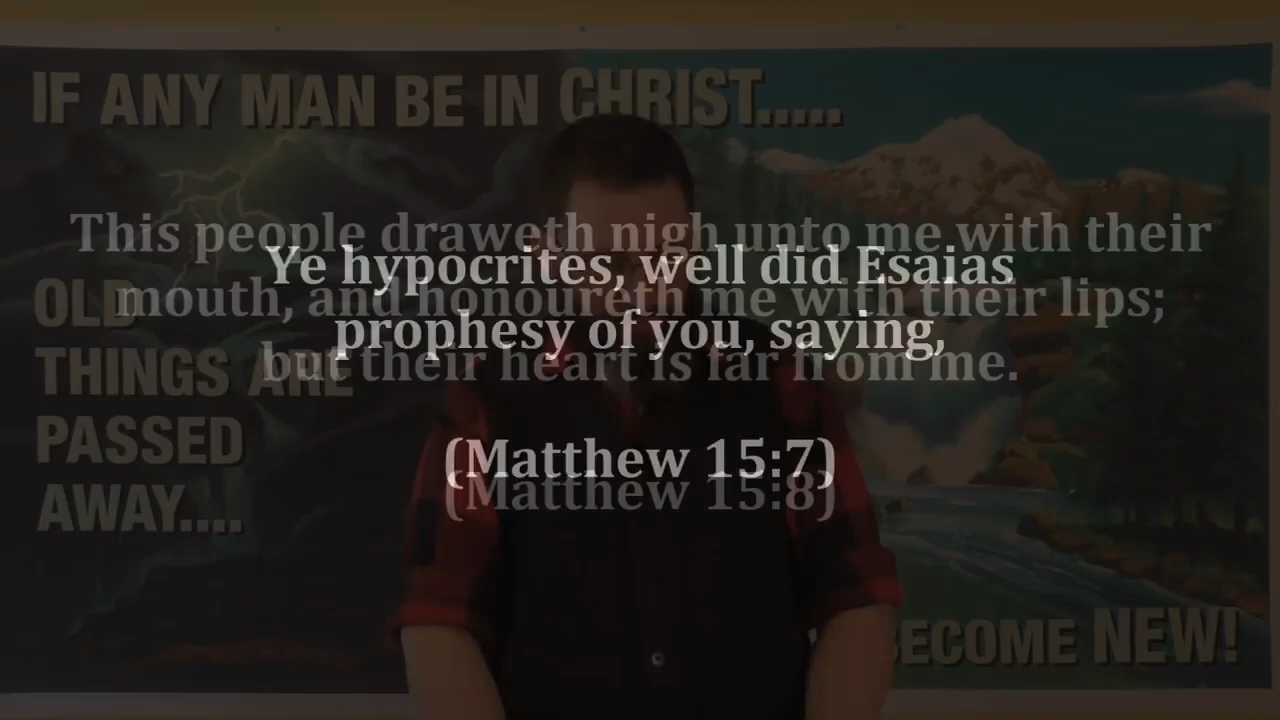 IF ANY MAN BE IN CHRIST.....
This people draweth nigh unto me with their
mouth, and honoureth me with their lips;
but their heart is far from me.
(Matthew 15:8)
Ye hypocrites, well did Esaias
prophesy of you, saying,
(Matthew 15:7)
OLD
THINGS ARE
PASSED
AWAY....
BECOME NEW!